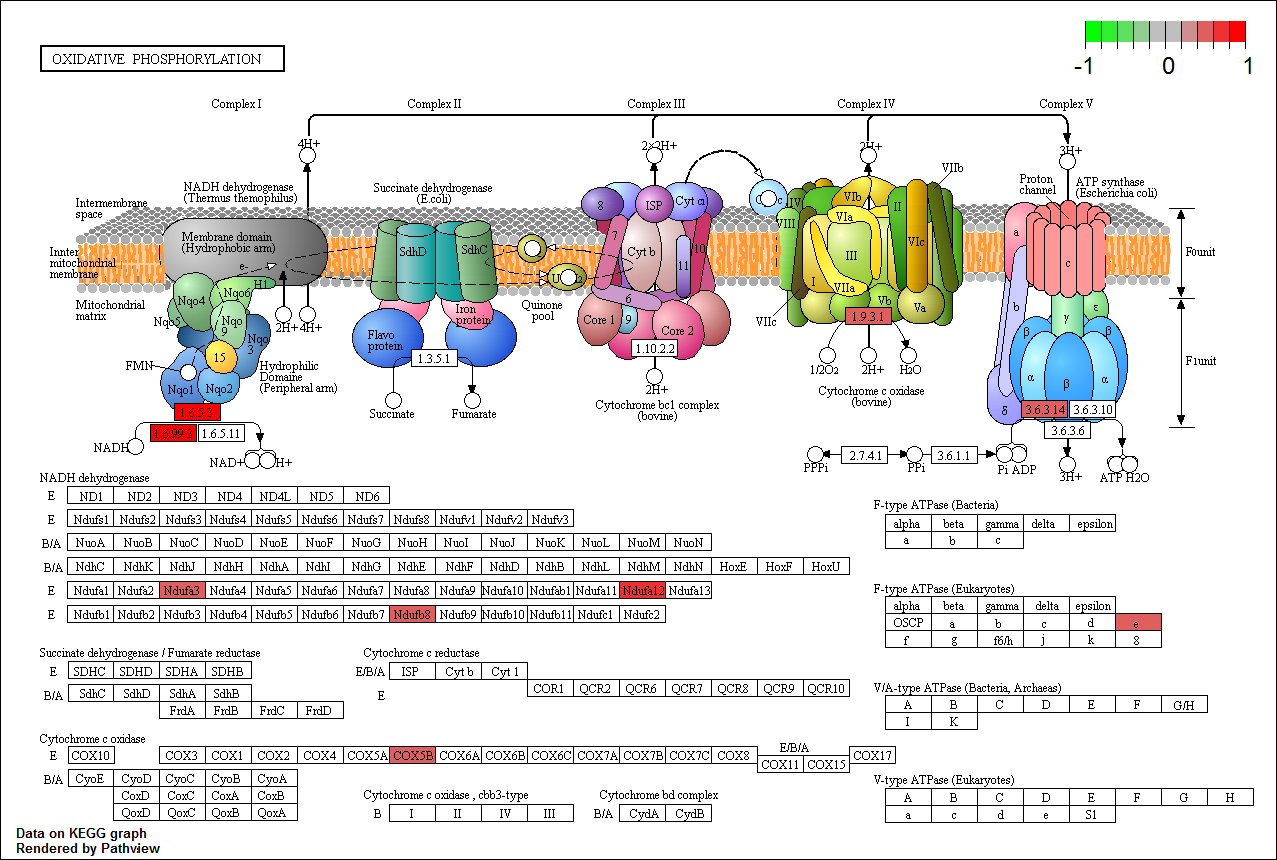 OXIDATIVE PHOSPHORYLATION
-1 0 1
Complex I Complex II Complex III Complex IV Complex V
4H+ 2×2H+ 2H+ 3H+
NADH dehydrogenase
(Thermus themophilus)
Succinate dehydrogenase
(E.coli)
VIIb
Proton
channel
ATP synthase
(Escherichia coli)
Intermembrane
space
Innter
mitochondrial
membrane
Mitochondrial
matrix
Membrane domain
(Hydrophobic arm)
e-
H1
Nqo4
Nqo6
Nqo5
Nqo
9
Nqo
3
15
FMN
Nqo1
Nqo2
2H+ 4H+
Hydrophilic
Domaine
(Peripheral arm)
1.6.5.3
1.6.99.3 1.6.5.11
NADH
NAD+ H+
SdhD
SdhC
Flavo
protein
Iron
protein
1.3.5.1
Succinate Fumarate
Quinone
pool
8 ISP Cyt c1
7 Cyt b 10
11
6
Core 1 9 Core 2
1.10.2.2
2H+
Cytochrome bc1 complex
(bovine)
IV VIb
VIII VIa II VIc
III
I VIIa
VIIc Vb Va
1.9.3.1
1/2O2 2H+ H2O
Cytochrome c oxidase
(bovine)
a c
b γ ε
β β
α β α
δ
F0unit
F1unit
3.6.3.14 3.6.3.10
3.6.3.6
PPPi 2.7.4.1 PPi 3.6.1.1 Pi ADP 3H+ ATP H2O
NADH dehydrogenase
E ND1 ND2 ND3 ND4 ND4L ND5 ND6
E Ndufs1 Ndufs2 Ndufs3 Ndufs4 Ndufs5 Ndufs6 Ndufs7 Ndufs8 Ndufv1 Ndufv2 Ndufv3
B/A NuoA NuoB NuoC NuoD NuoE NuoF NuoG NuoH NuoI NuoJ NuoK NuoL NuoM NuoN
B/A NdhC NdhK NdhJ NdhH NdhA NdhI NdhG NdhE NdhF NdhD NdhB NdhL NdhM NdhN HoxE HoxF HoxU
E Ndufa1 Ndufa2 Ndufa3 Ndufa4 Ndufa5 Ndufa6 Ndufa7 Ndufa8 Ndufa9 Ndufa10 Ndufab1 Ndufa11 Ndufa12 Ndufa13
E Ndufb1 Ndufb2 Ndufb3 Ndufb4 Ndufb5 Ndufb6 Ndufb7 Ndufb8 Ndufb9 Ndufb10 Ndufb11 Ndufc1 Ndufc2
Succinate dehydrogenase / Fumarate reductase
E SDHC SDHD SDHA SDHB
B/A SdhC SdhD SdhA SdhB
FrdA FrdB FrdC FrdD
Cytochrome c reductase
E/B/A ISP Cyt b Cyt 1
E COR1 QCR2 QCR6 QCR7 QCR8 QCR9 QCR10
Cytochrome c oxidase
E COX10 COX3 COX1 COX2 COX4 COX5A COX5B COX6A COX6B COX6C COX7A COX7B COX7C COX8
E/B/A
COX11 COX15 COX17
B/A CyoE CyoD CyoC CyoB CyoA
CoxD CoxC CoxA CoxB
QoxD QoxC QoxB QoxA
Cytochrome c oxidase , cbb3-type
B I II IV III
Cytochrome bd complex
B/A CydA CydB
F-type ATPase (Bacteria)
alpha beta gamma delta epsilon
a b c
F-type ATPase (Eukaryotes)
alpha beta gamma delta epsilon
OSCP a b c d e
f g f6/h j k 8
V/A-type ATPase (Bacteria, Archaeas)
A B C D E F G/H
I K
V-type ATPase (Eukaryotes)
A B C D E F G H
a c d e S1
Data on KEGG graph
Rendered by Pathview